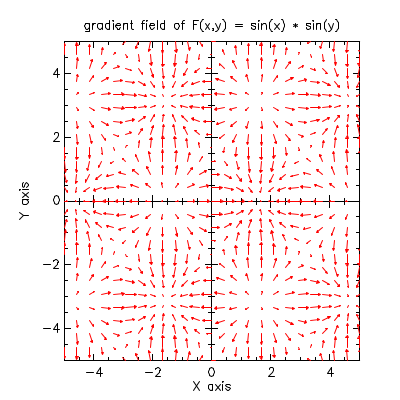 gradient field of F(x,y) = sin(x) * sin(y)
4
2
0
−2
−4
Y axis
−4 −2 0 2 4
X axis